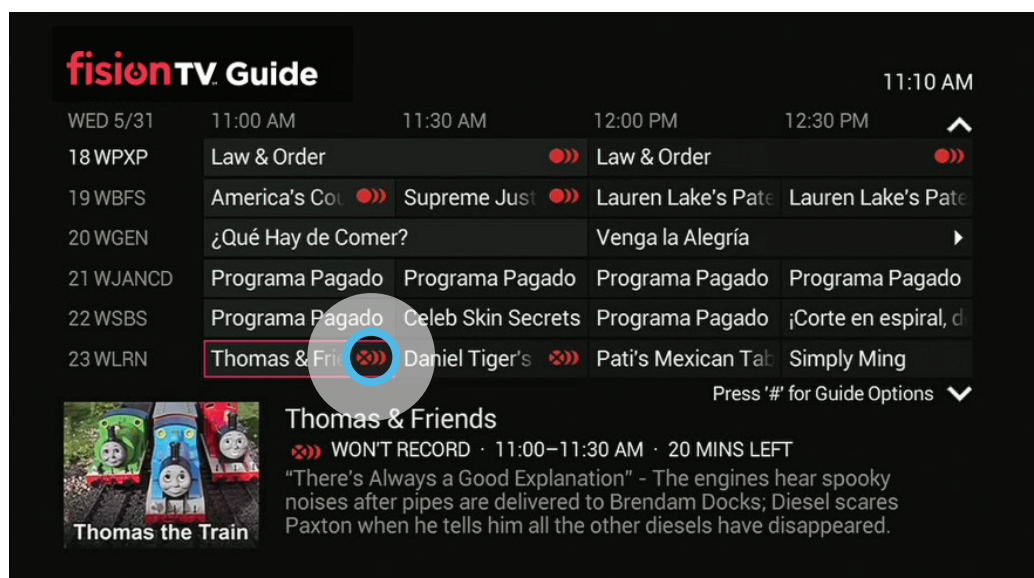 fision TV Guide
11:10 AM
WED 5/31 11:00 AM 11:30 AM 12:00 PM 12:30 PM
18 WPXP Law & Order Law & Order
19 WBFS America's Cou Supreme Just Lauren Lake's Pate Lauren Lake's Pate
20 WGEN ¿Qué Hay de Comer? Venga la Alegría
21 WJANCD Programa Pagado Programa Pagado Programa Pagado Programa Pagado
22 WSBS Programa Pagado Celeb Skin Secrets Programa Pagado ¡Corte en espiral, d
23 WLRN Thomas & Frie Daniel Tiger's Pati's Mexican Tab Simply Ming
Press '#' for Guide Options
Thomas & Friends
WON'T RECORD · 11:00–11:30 AM · 20 MINS LEFT
"There's Always a Good Explanation" - The engines hear spooky
noises after pipes are delivered to Brendam Docks; Diesel scares
Paxton when he tells him all the other diesels have disappeared.
Thomas the Train